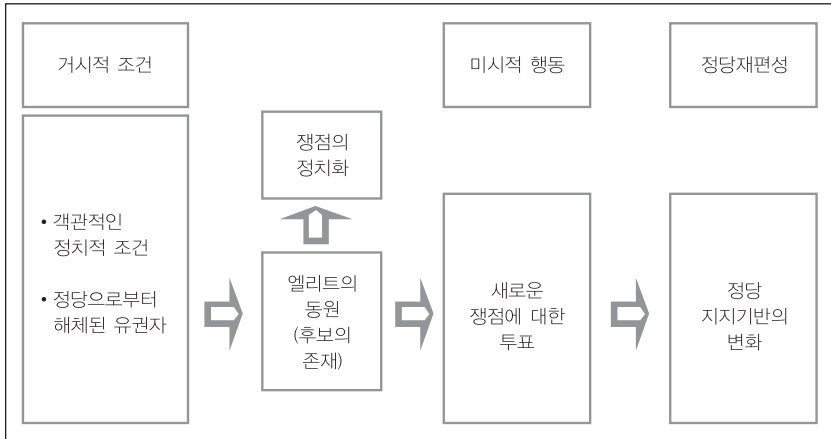 거시적 조건
미시적 행동
정당재편성
쟁점의
정치화
• 객관적인
정치적 조건
• 정당으로부터
해체된 유권자
엘리트의
동원
(후보의
존재)
새로운
쟁점에 대한
투표
정당
지지기반의
변화